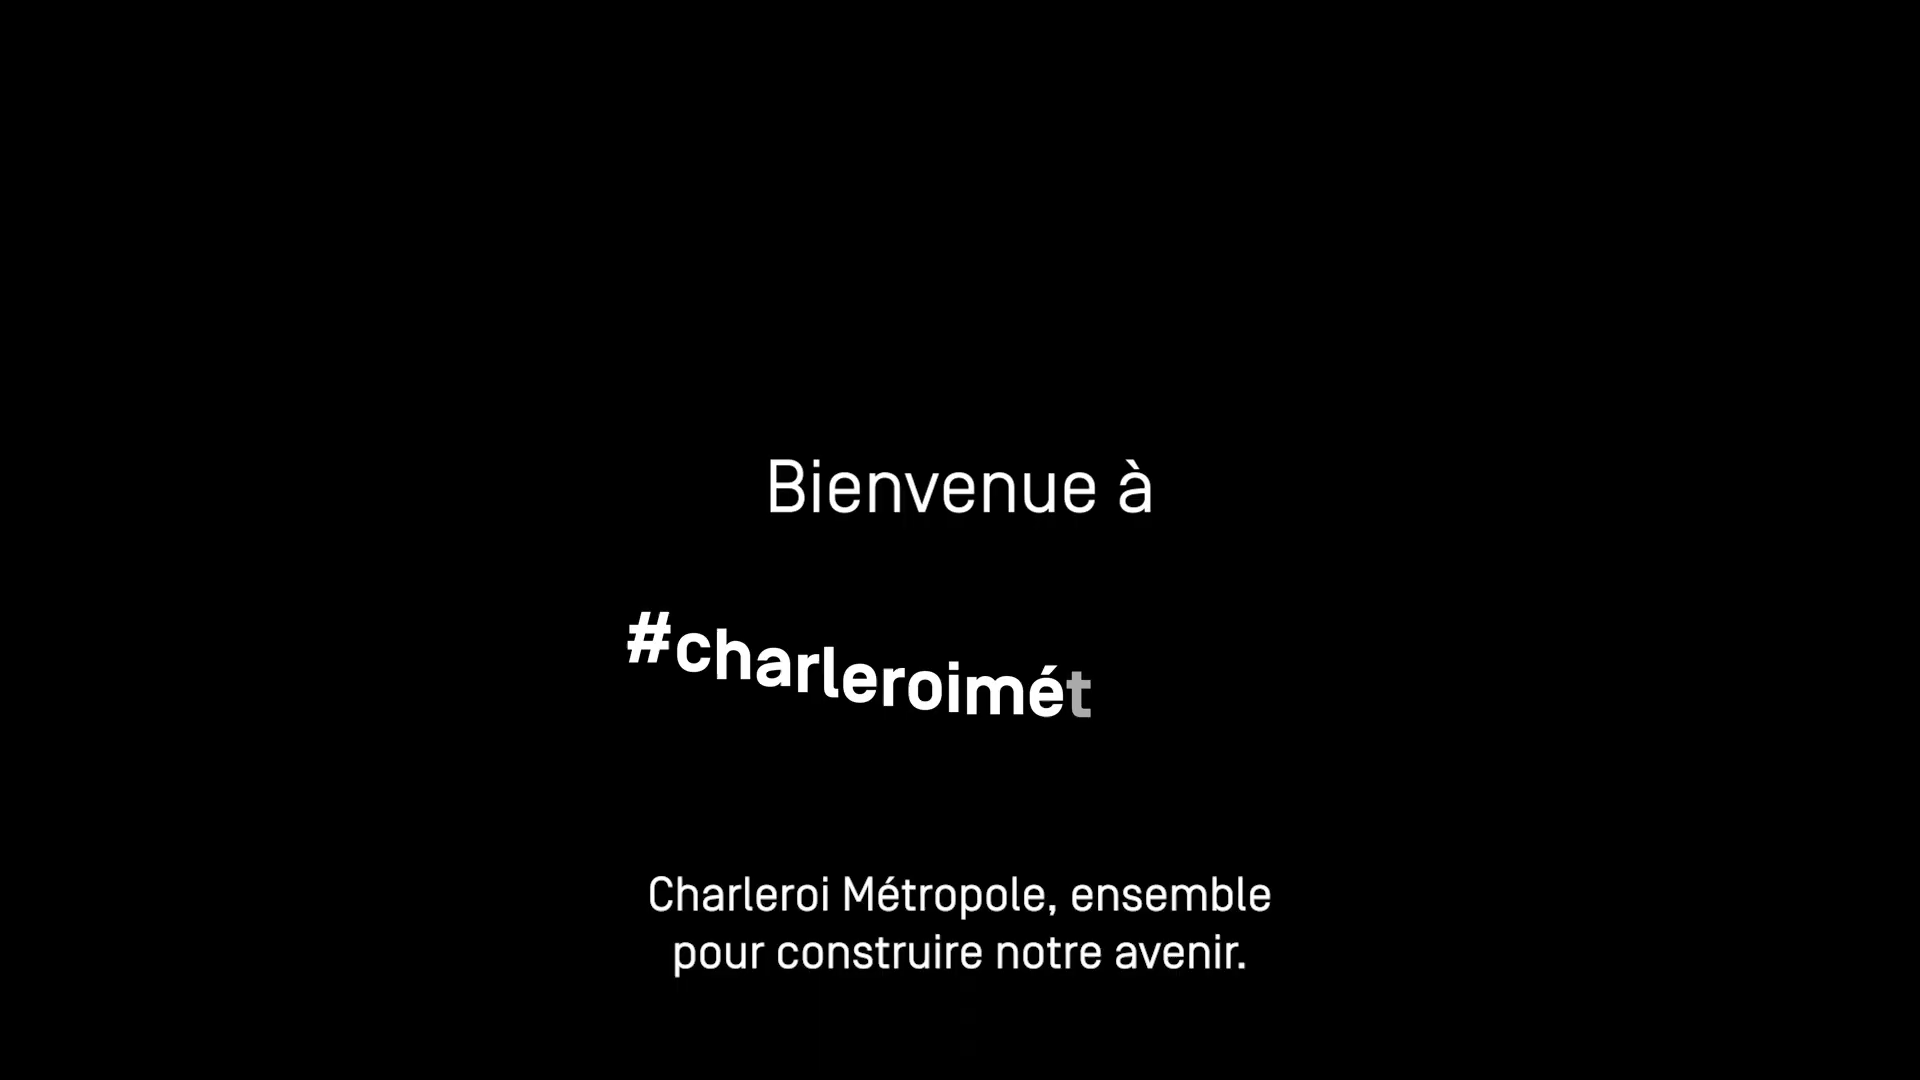 Bienvenue à
#charleroimét
Charleroi Métropole, ensemble
pour construire notre avenir.